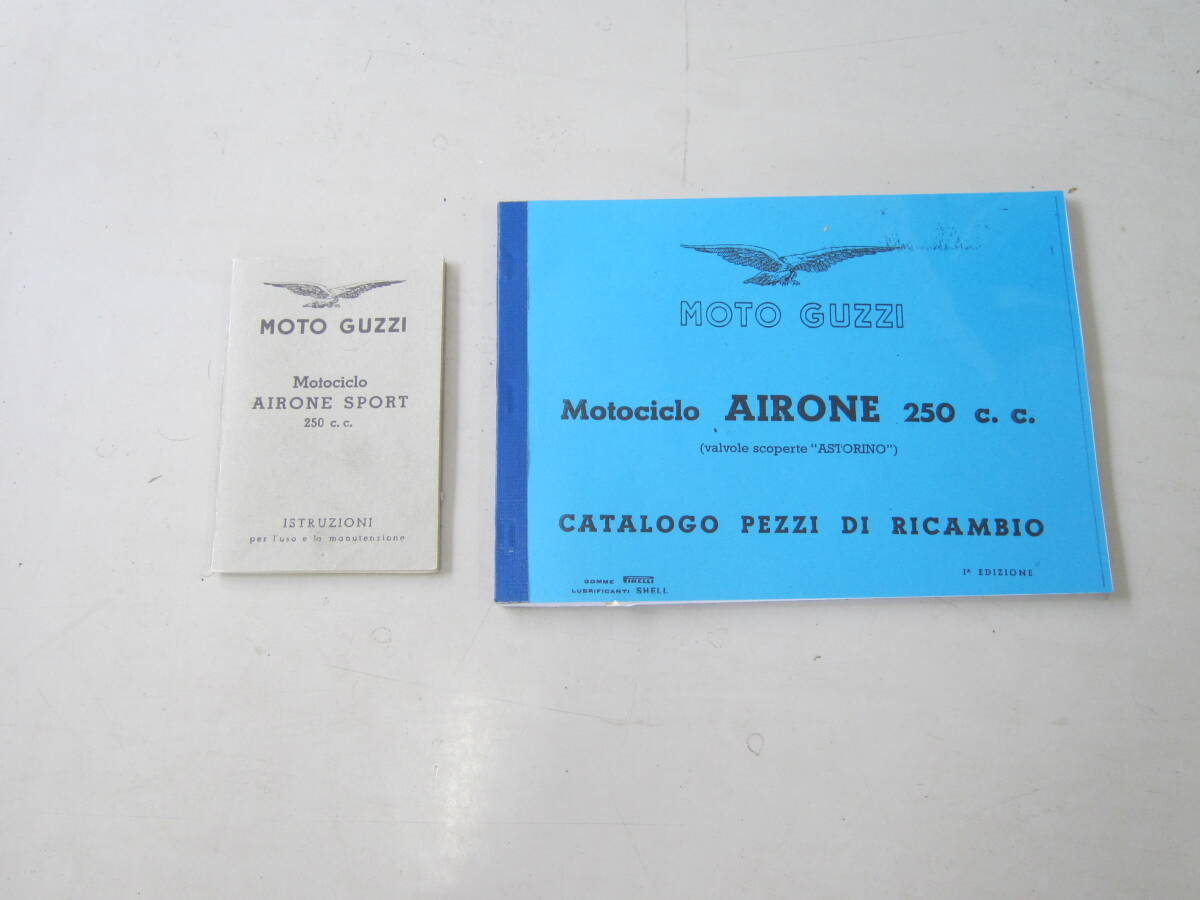 MOTO GUZZI
Motociclo
AIRONE SPORT
250 c. c.
ISTRUZIONI
per l'uso e la manutenzione
MOTO GUZZI
Motociclo AIRONE 250 c. c.
(valvole scoperte "ASTORINO")
CATALOGO PEZZI DI RICAMBIO
Iª EDIZIONE
GOMME PIRELLI
LUBRIFICANTI SHELL